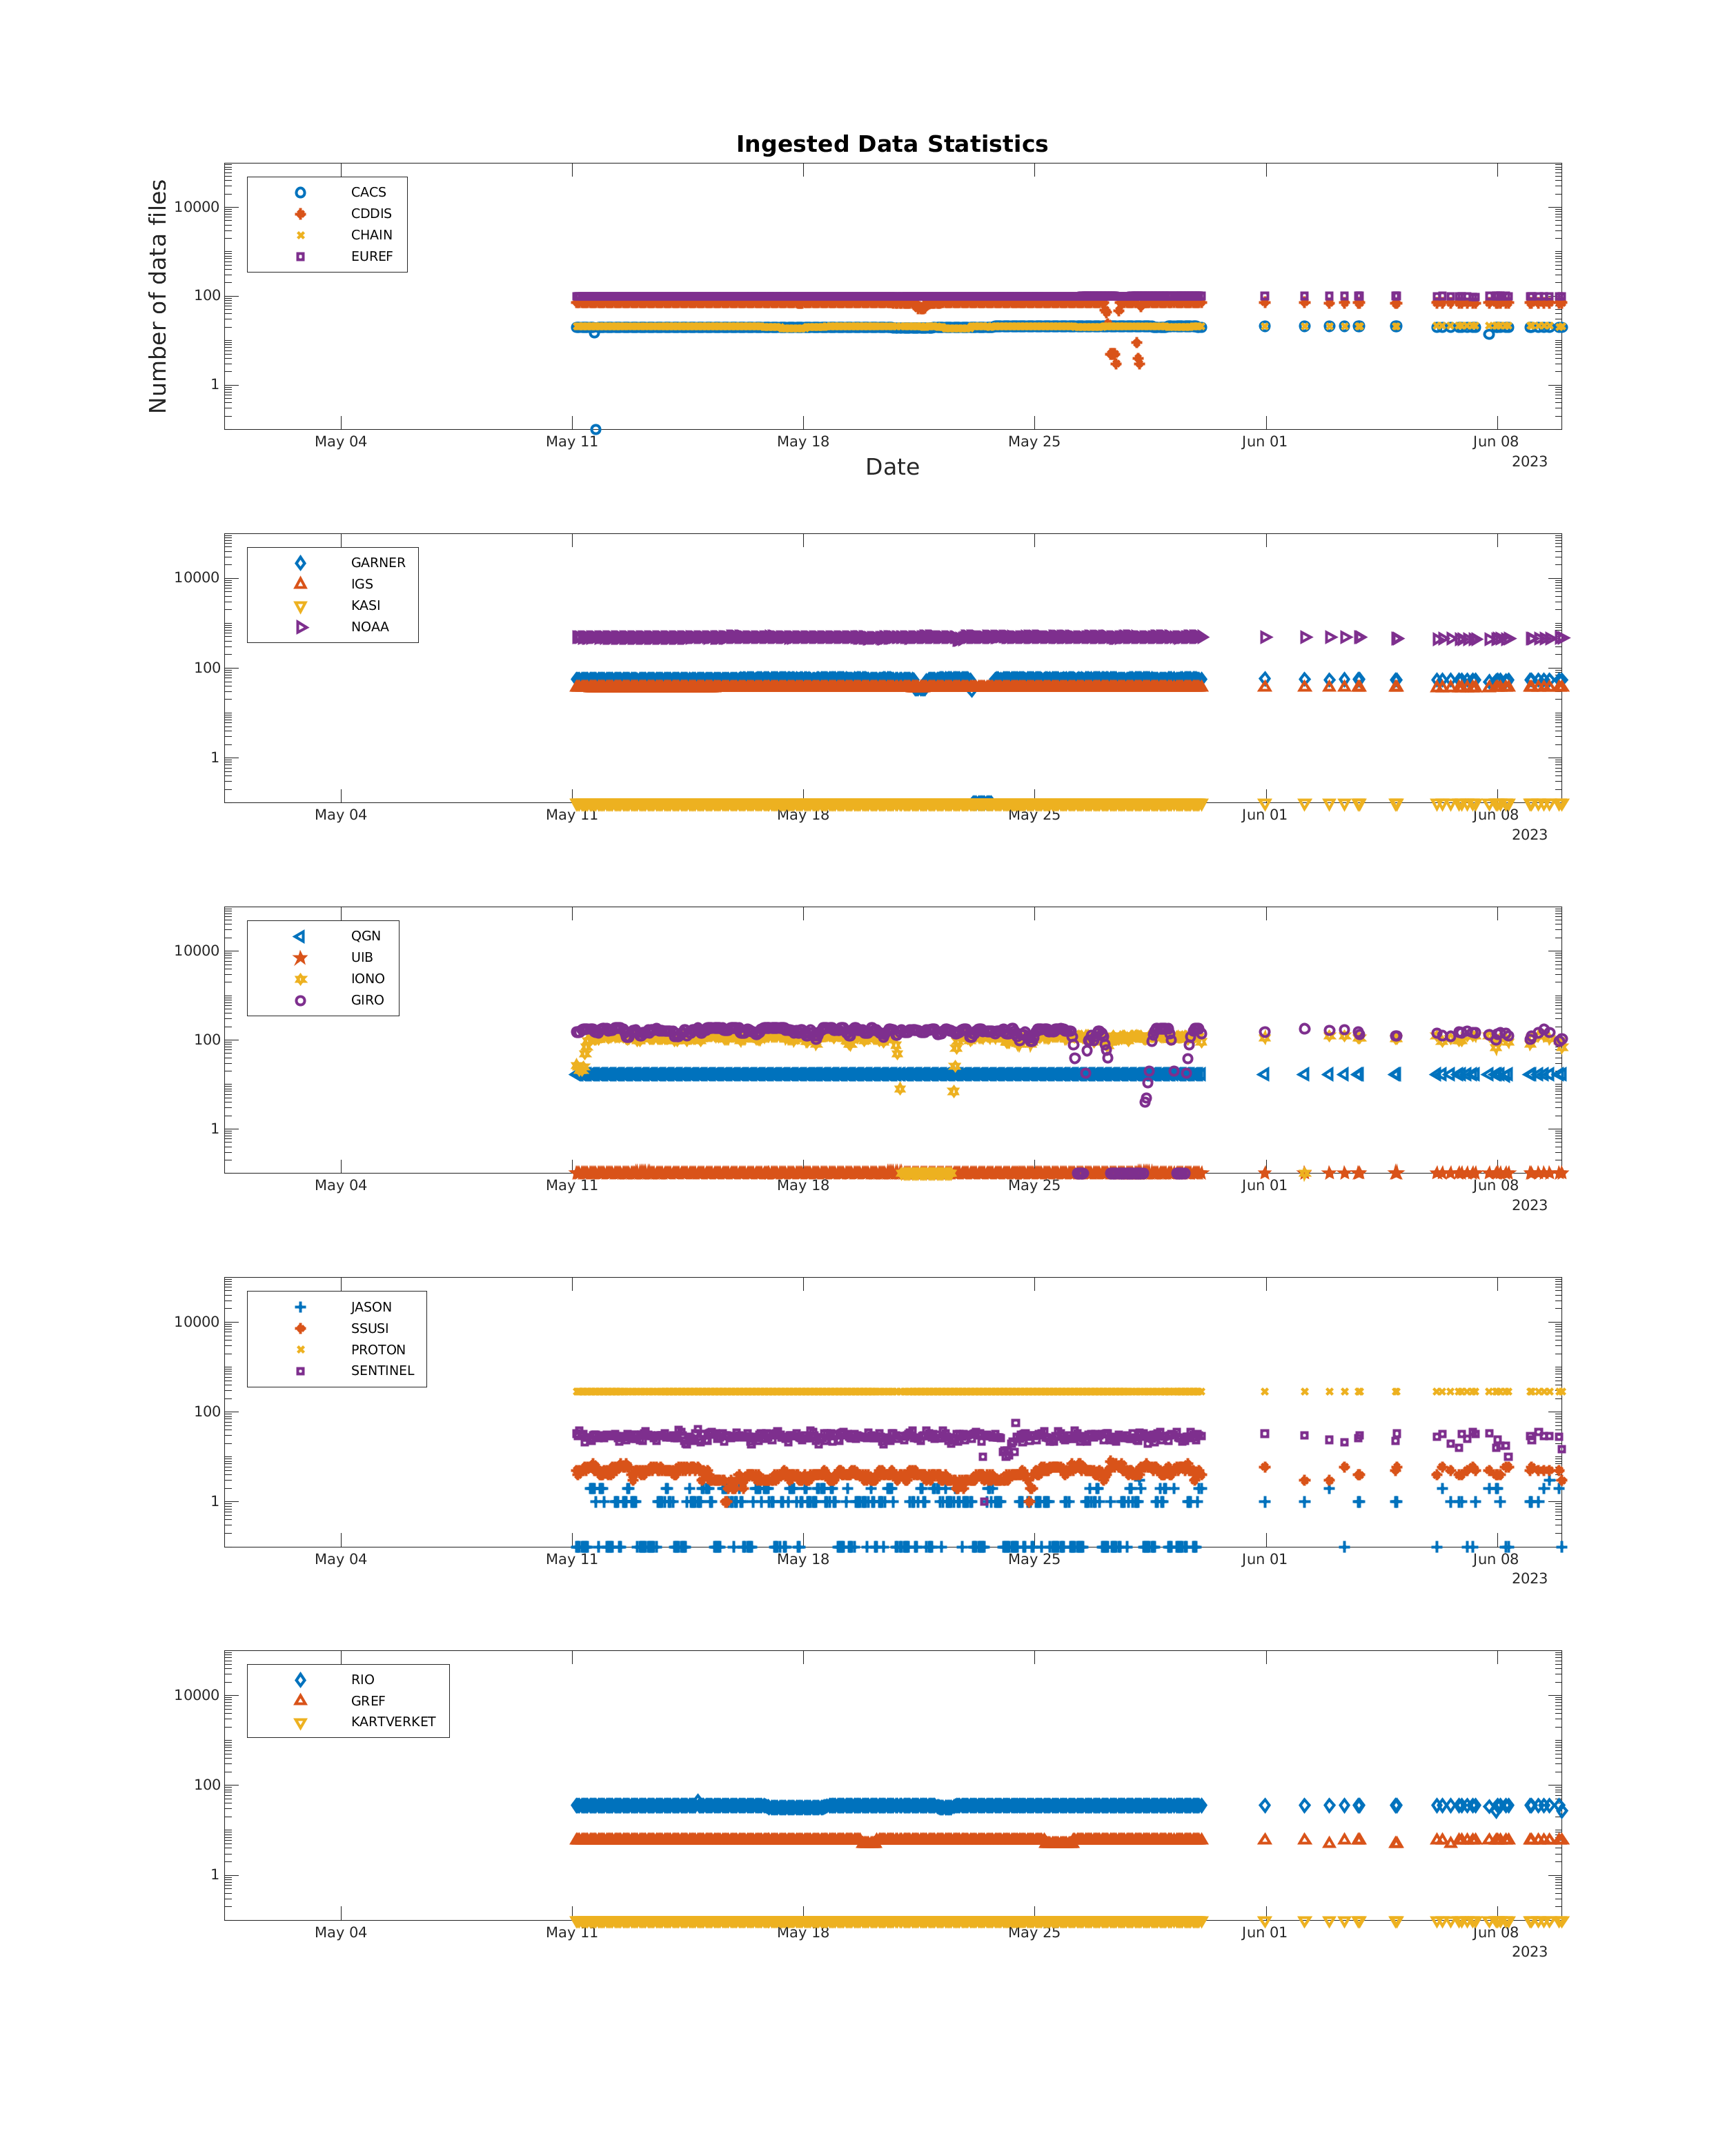 Ingested Data Statistics
Number of data files
10000
100
1
CACS
CDDIS
CHAIN
EUREF
May 04 May 11 May 18 May 25 Jun 01 Jun 08
2023
Date
10000
100
1
GARNER
IGS
KASI
NOAA
May 04 May 11 May 18 May 25 Jun 01 Jun 08
2023
10000
100
1
QGN
UIB
IONO
GIRO
May 04 May 11 May 18 May 25 Jun 01 Jun 08
2023
10000
100
1
JASON
SSUSI
PROTON
SENTINEL
May 04 May 11 May 18 May 25 Jun 01 Jun 08
2023
10000
100
1
RIO
GREF
KARTVERKET
May 04 May 11 May 18 May 25 Jun 01 Jun 08
2023